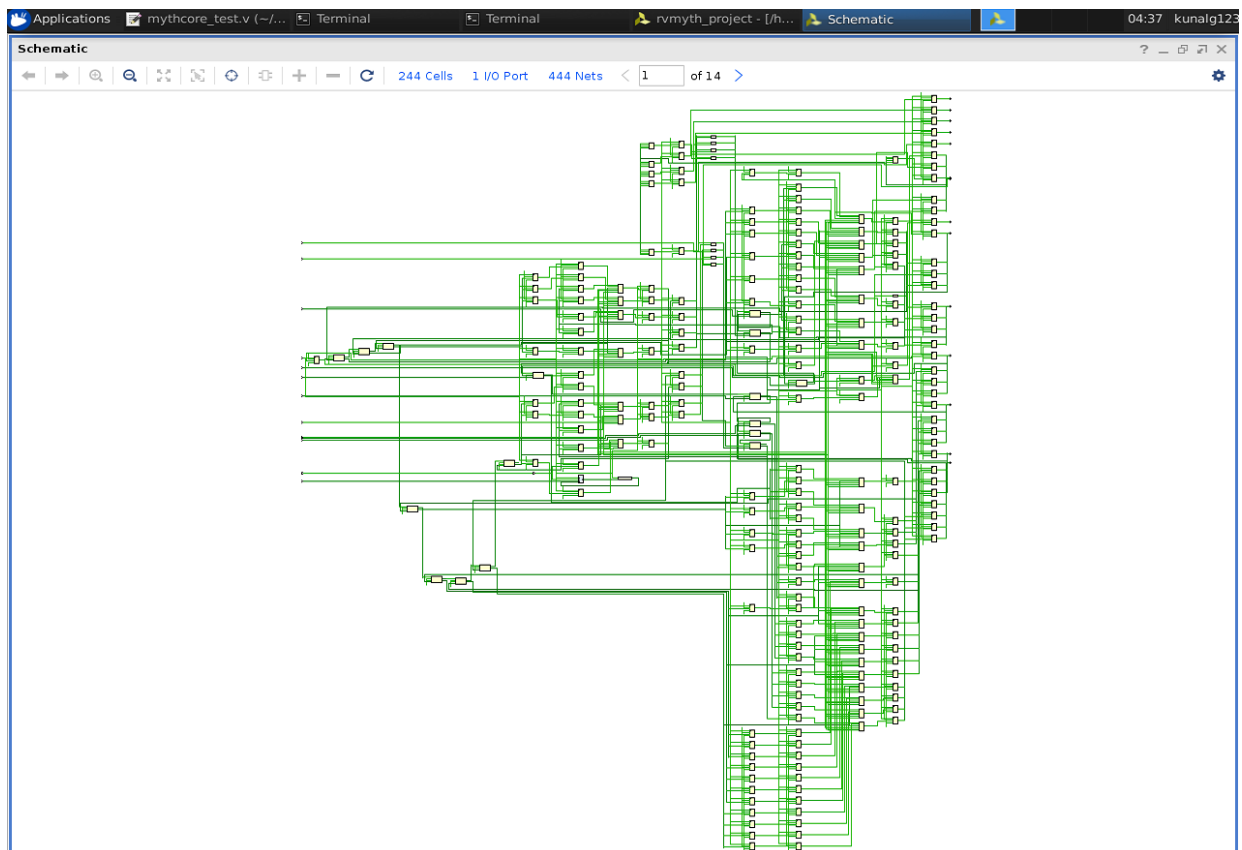 Applications mythcore_test.v (~/... Terminal Terminal rvmyth_project - [/h... Schematic 04:37 kunalg123
Schematic
244 Cells 1 I/O Port 444 Nets 1 of 14